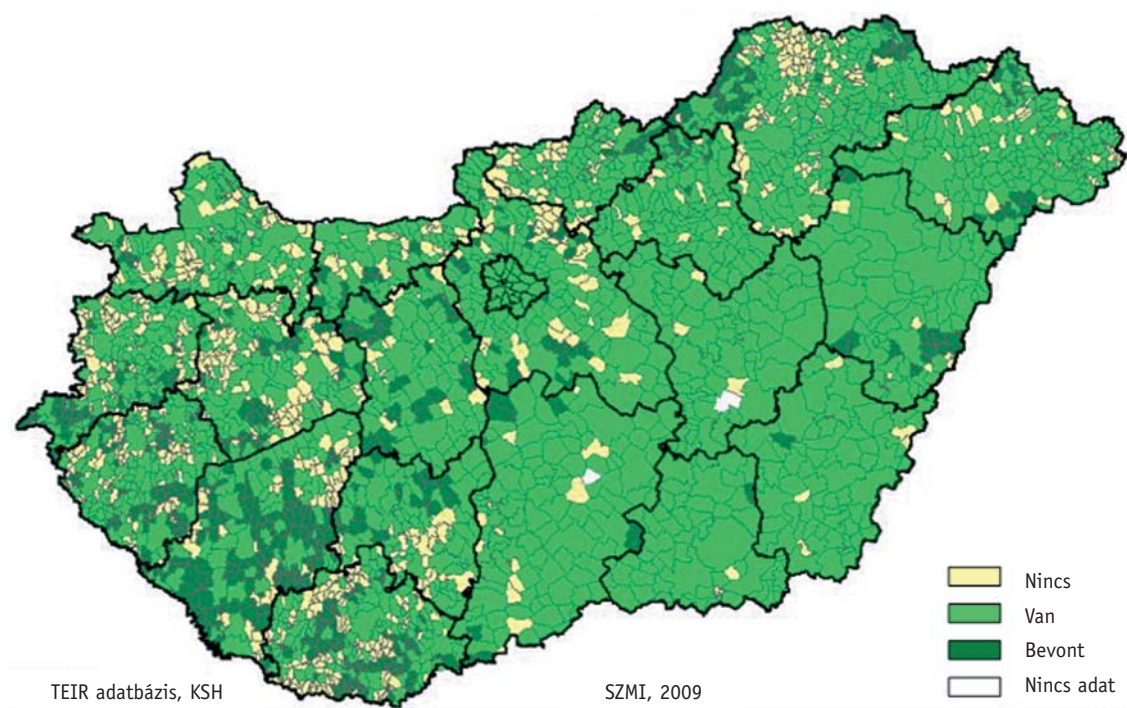 Nincs
Van
Bevont
Nincs adat
TEIR adatbázis, KSH
SZMI, 2009